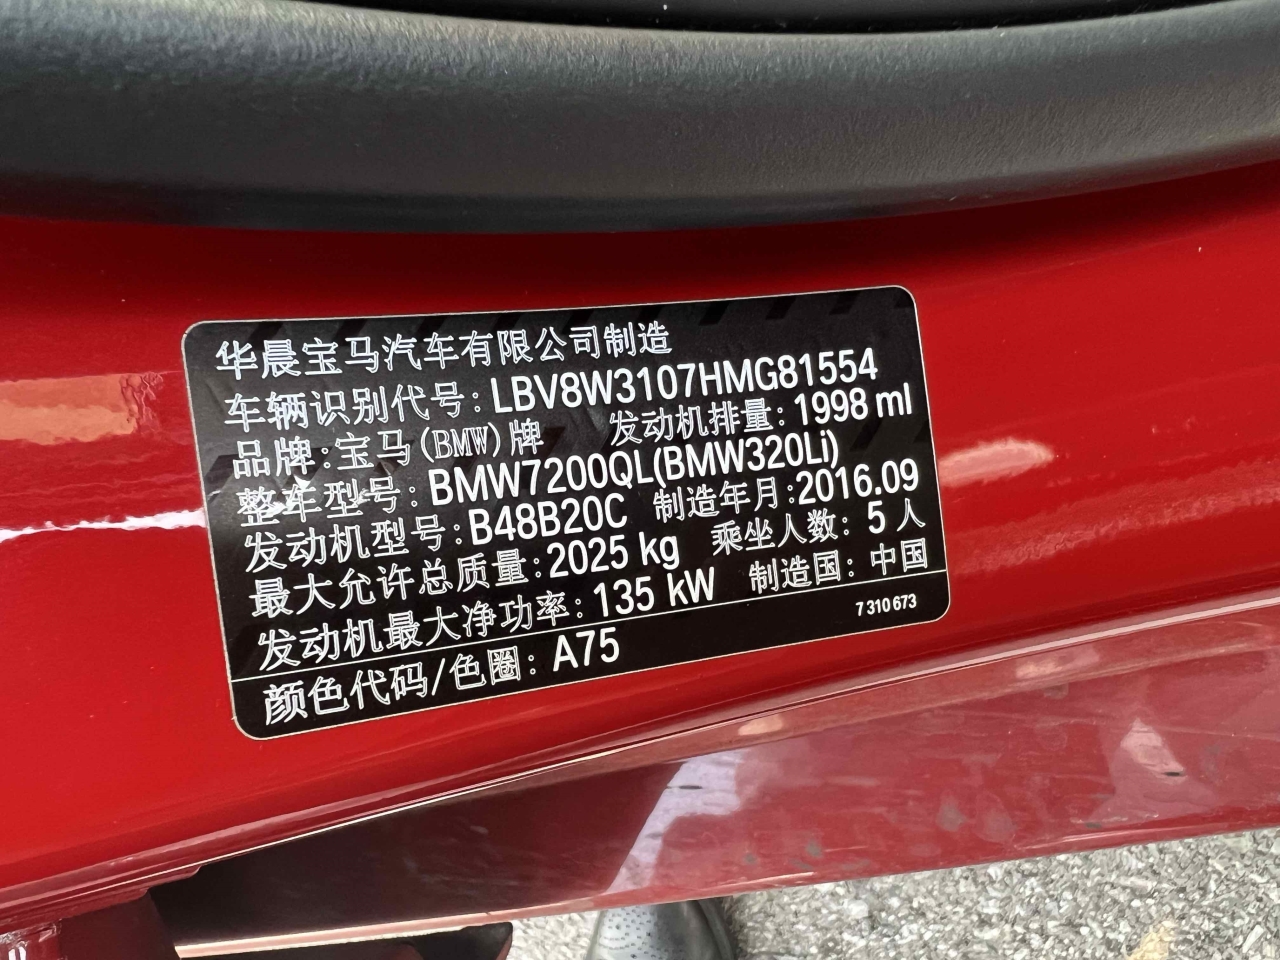 华晨宝马汽车有限公司制造
车辆识别代号: LBV8W3107HMG81554
品牌:宝马(BMW)牌 发动机排量: 1998 ml
整车型号: BMW7200QL(BMW320Li)
发动机型号: B48B20C 制造年月:2016.09
最大允许总质量:2025 kg 乘坐人数: 5 人
发动机最大净功率: 135 kW 制造国: 中国
颜色代码/色圈: A75 7 310 673